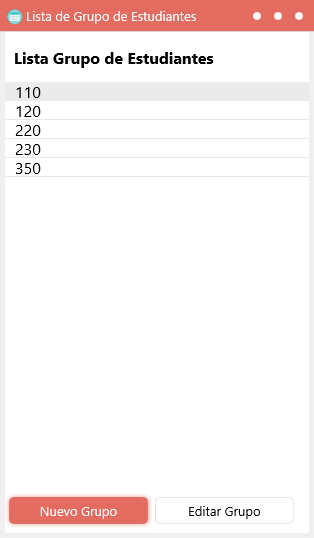 Lista de Grupo de Estudiantes
Lista Grupo de Estudiantes
110
120
220
230
350
Nuevo Grupo
Editar Grupo